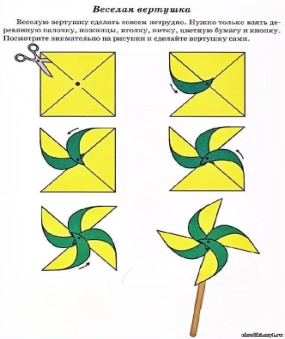 Веселая вертушка
Веселую вертушку сделать совсем нетрудно. Нужно только взять де-
ревянную палочку, ножницы, иголку, нитку, цветную бумагу и кнопку.
Посмотрите внимательно на рисунки и сделайте вертушку сами.